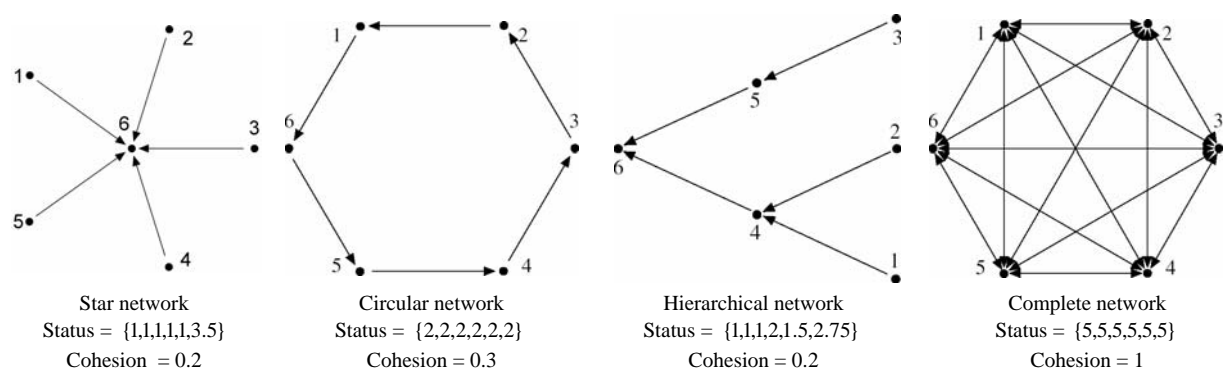 1
2
3
4
5
6
Star network
Status = {1,1,1,1,1,3.5}
Cohesion = 0.2
1
2
3
4
5
6
Circular network
Status = {2,2,2,2,2,2}
Cohesion = 0.3
3
5
2
6
4
1
Hierarchical network
Status = {1,1,1,2,1.5,2.75}
Cohesion = 0.2
1
2
6
3
5
4
Complete network
Status = {5,5,5,5,5,5}
Cohesion = 1